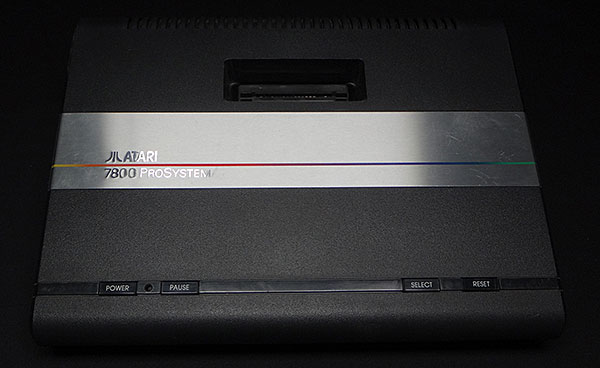 ATARI
7800 PROSYSTEM
POWER PAUSE SELECT RESET